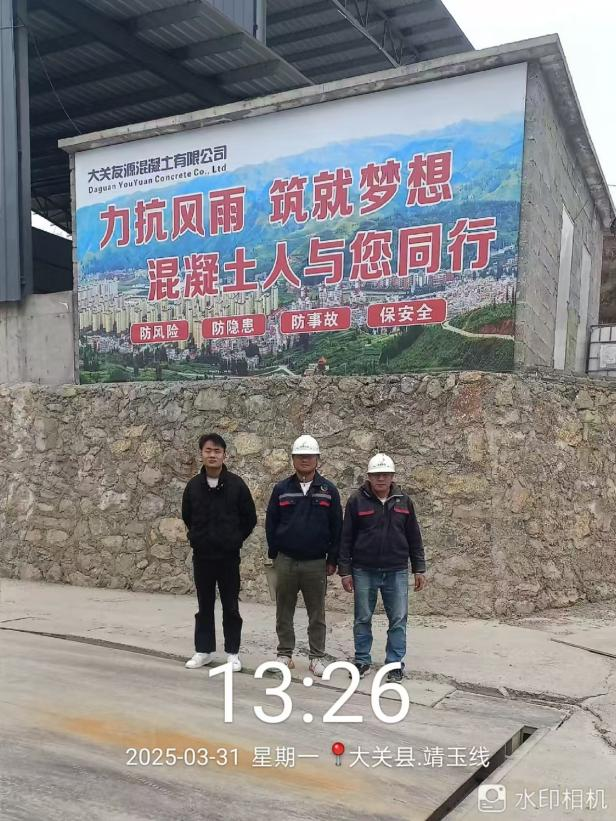 大关友源混凝土有限公司
Daguan YouYuan Concrete Co., Ltd
力抗风雨 筑就梦想
混凝土人与您同行
防风险 防隐患 防事故 保安全
13:26
2025-03-31 星期一 大关县.靖玉线
水印相机